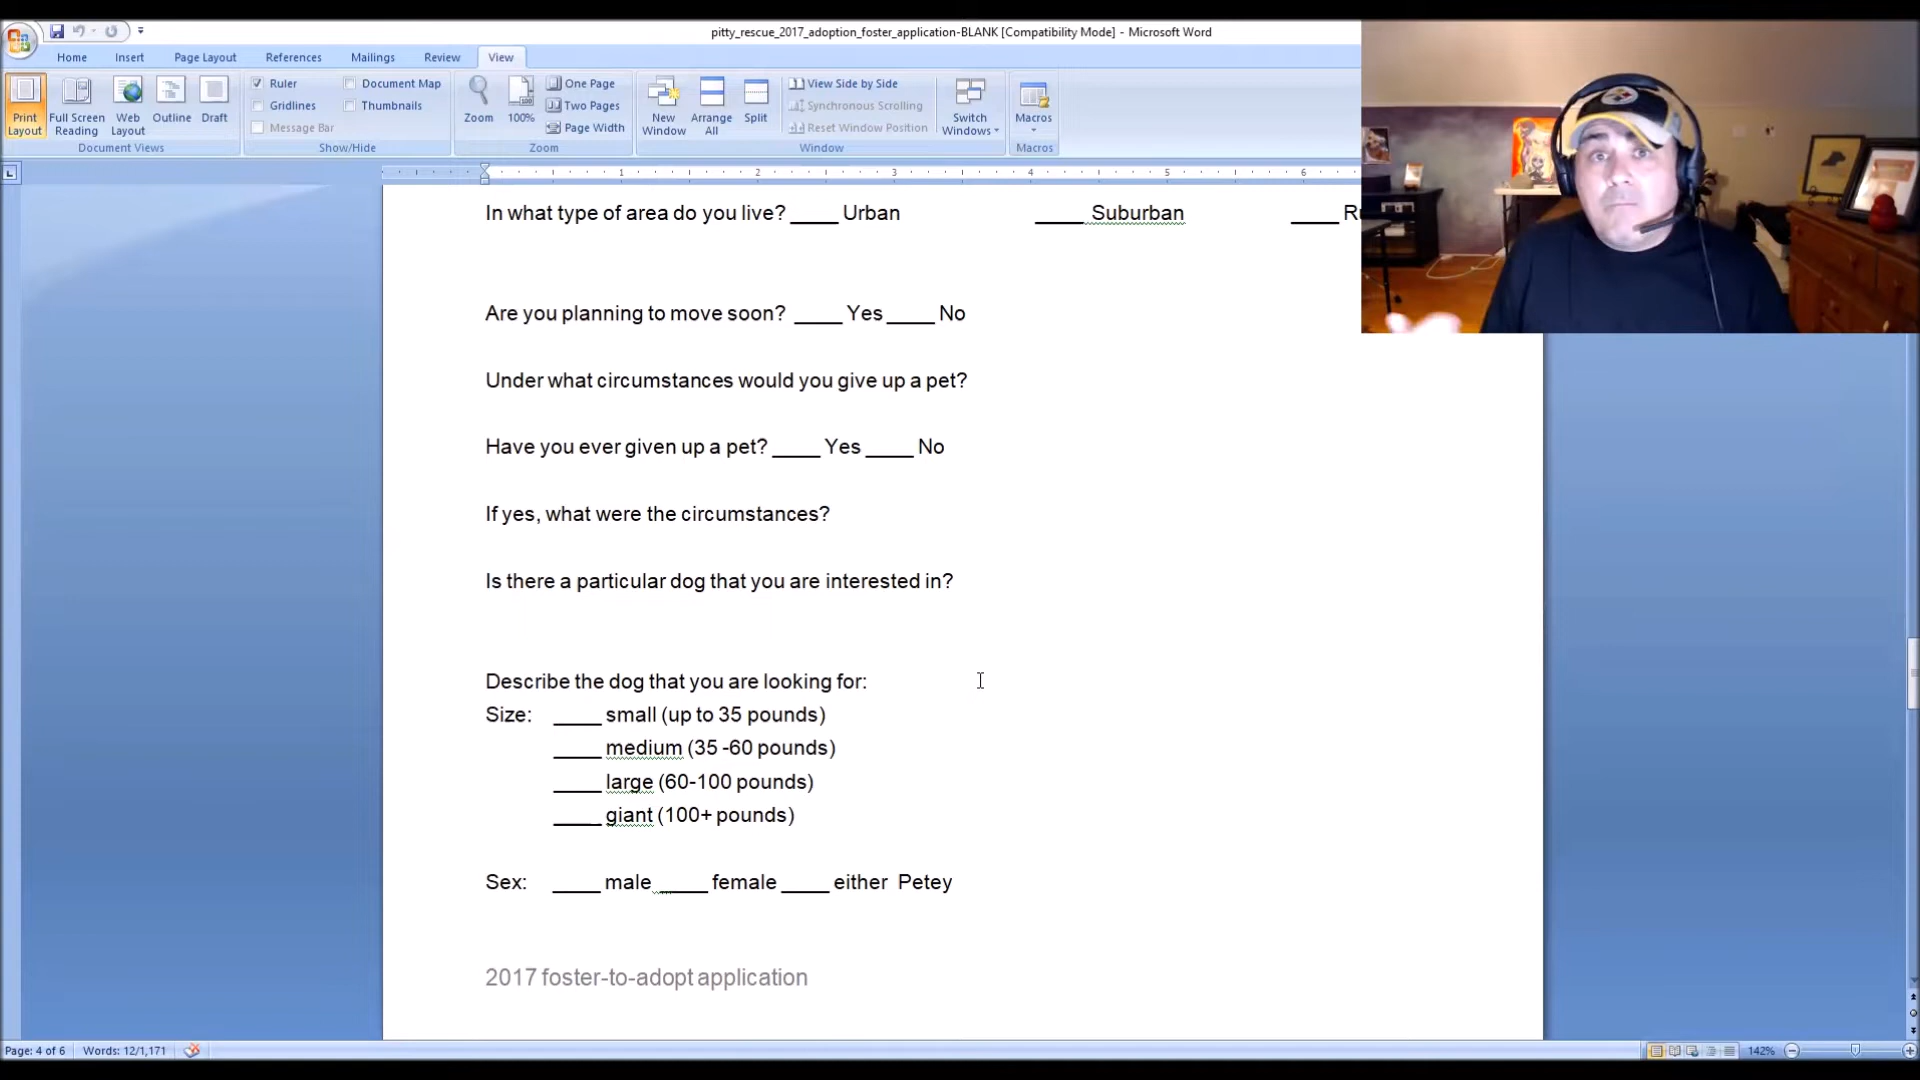 pitty_rescue_2017_adoption_foster_application-BLANK [Compatibility Mode] - Microsoft Word
Home Insert Page Layout References Mailings Review View
Print Layout
Full Screen Reading
Web Layout
Outline
Draft
Document Views
Ruler
Gridlines
Message Bar
Document Map
Thumbnails
Show/Hide
Zoom
100%
One Page
Two Pages
Page Width
Zoom
New Window
Arrange All
Split
View Side by Side
Synchronous Scrolling
Reset Window Position
Switch Windows
Window
Macros
Macros
1 2 3 4 5 6
In what type of area do you live? ____ Urban ____ Suburban ____
Are you planning to move soon? ____ Yes ____ No
Under what circumstances would you give up a pet?
Have you ever given up a pet? ____ Yes ____ No
If yes, what were the circumstances?
Is there a particular dog that you are interested in?
Describe the dog that you are looking for:
Size: ____ small (up to 35 pounds)
____ medium (35 -60 pounds)
____ large (60-100 pounds)
____ giant (100+ pounds)
Sex: ____ male ____ female ____ either Petey
2017 foster-to-adopt application
Page: 4 of 6 Words: 12/1,171 142%